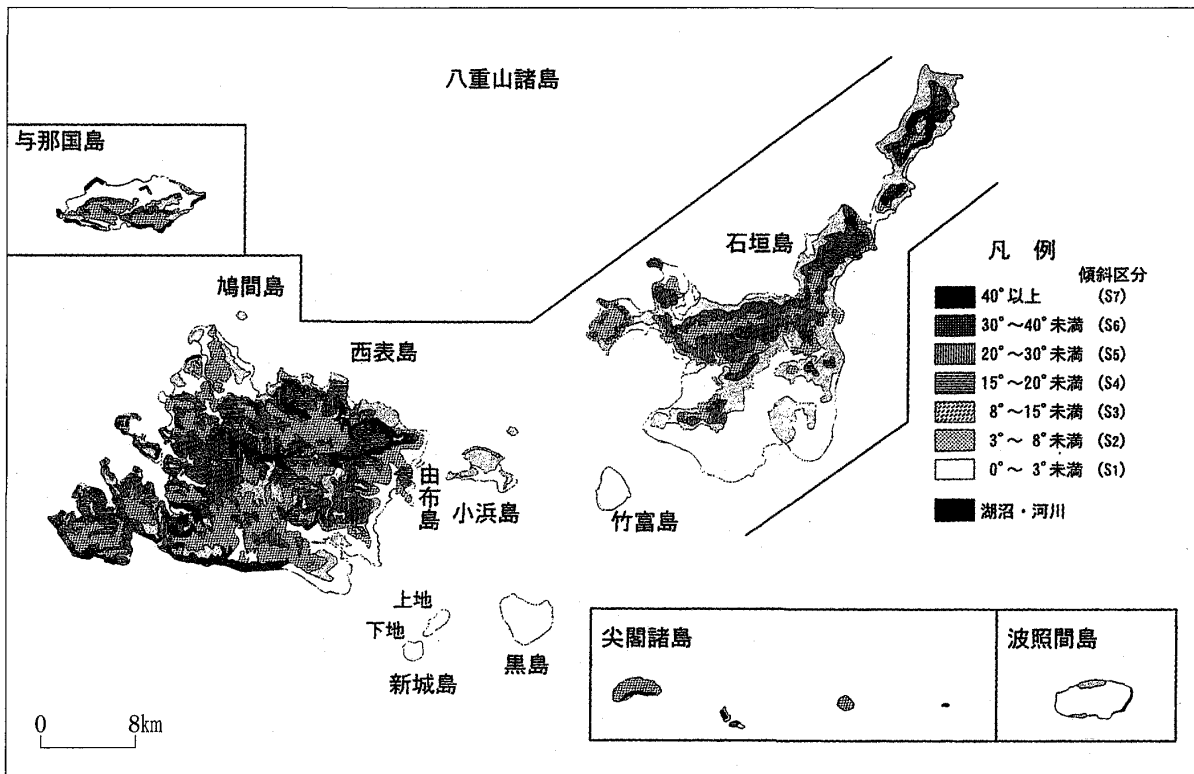 八重山諸島
与那国島
鳩間島
西表島
石垣島
由布島
小浜島
竹富島
上地
下地
新城島
黒島
尖閣諸島
波照間島
凡 例
傾斜区分
40°以上 (S7)
30°～40°未満 (S6)
20°～30°未満 (S5)
15°～20°未満 (S4)
8°～15°未満 (S3)
3°～ 8°未満 (S2)
0°～ 3°未満 (S1)
湖沼・河川
0 8km